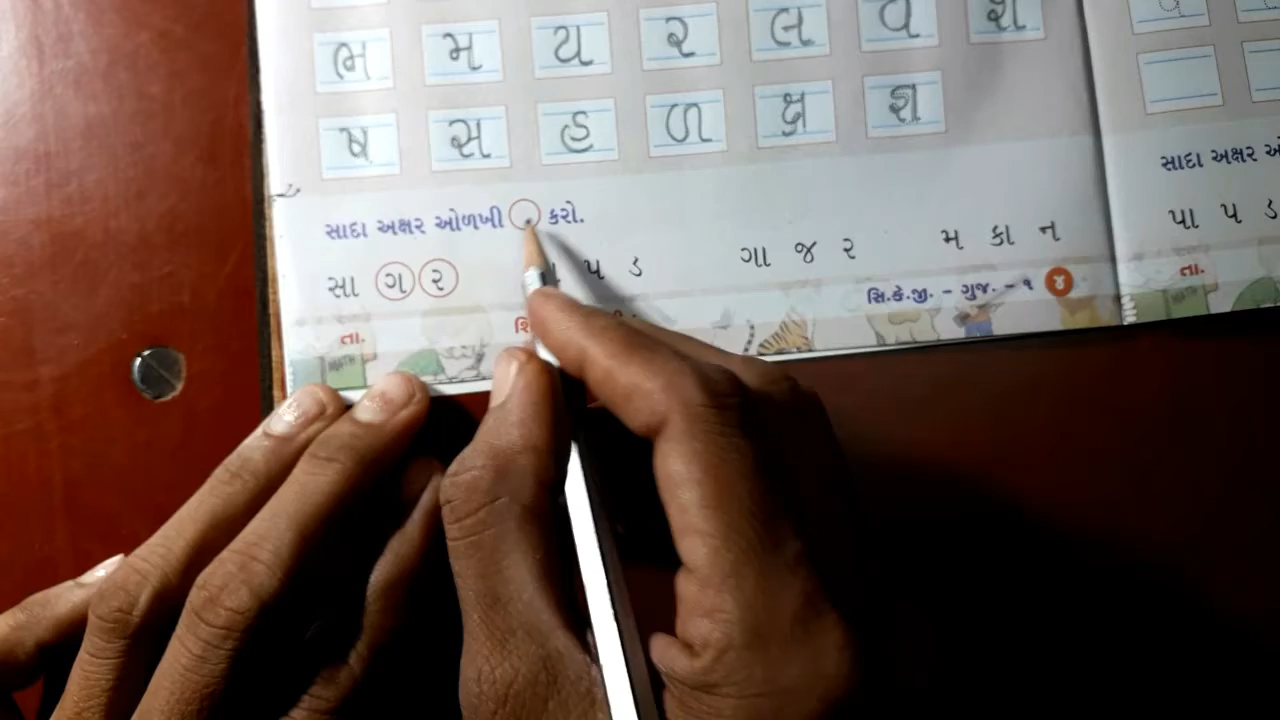 ભ મ ય ર લ વ શ
ષ સ હ ળ ક્ષ જ્ઞ
સાદા અક્ષર ઓળખી ◯ કરો.
સા ગ ર પ ડ ગા જ ર મ કા ન
તા. સિ.કે.જી. - ગુજ. - ૧ ૪
સાદા અક્ષર
પા પ ડ
તા.